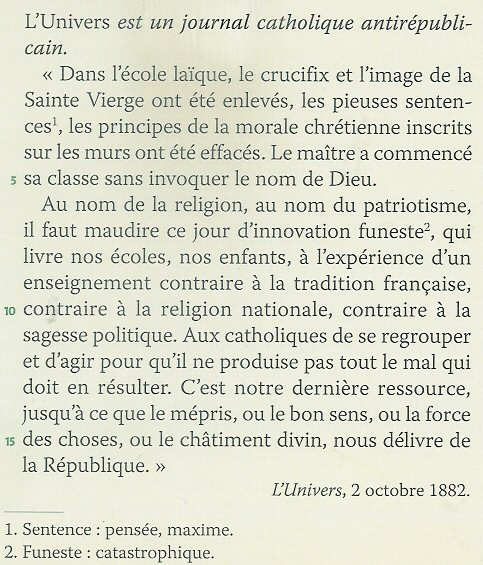 L'Univers est un journal catholique antirépubli-
cain.
« Dans l'école laïque, le crucifix et l'image de la
Sainte Vierge ont été enlevés, les pieuses senten-
ces¹, les principes de la morale chrétienne inscrits
sur les murs ont été effacés. Le maître a commencé
5 sa classe sans invoquer le nom de Dieu.
Au nom de la religion, au nom du patriotisme,
il faut maudire ce jour d'innovation funeste², qui
livre nos écoles, nos enfants, à l'expérience d'un
enseignement contraire à la tradition française,
10 contraire à la religion nationale, contraire à la
sagesse politique. Aux catholiques de se regrouper
et d'agir pour qu'il ne produise pas tout le mal qui
doit en résulter. C'est notre dernière ressource,
jusqu'à ce que le mépris, ou le bon sens, ou la force
15 des choses, ou le châtiment divin, nous délivre de
la République. »
L'Univers, 2 octobre 1882.
1. Sentence : pensée, maxime.
2. Funeste : catastrophique.